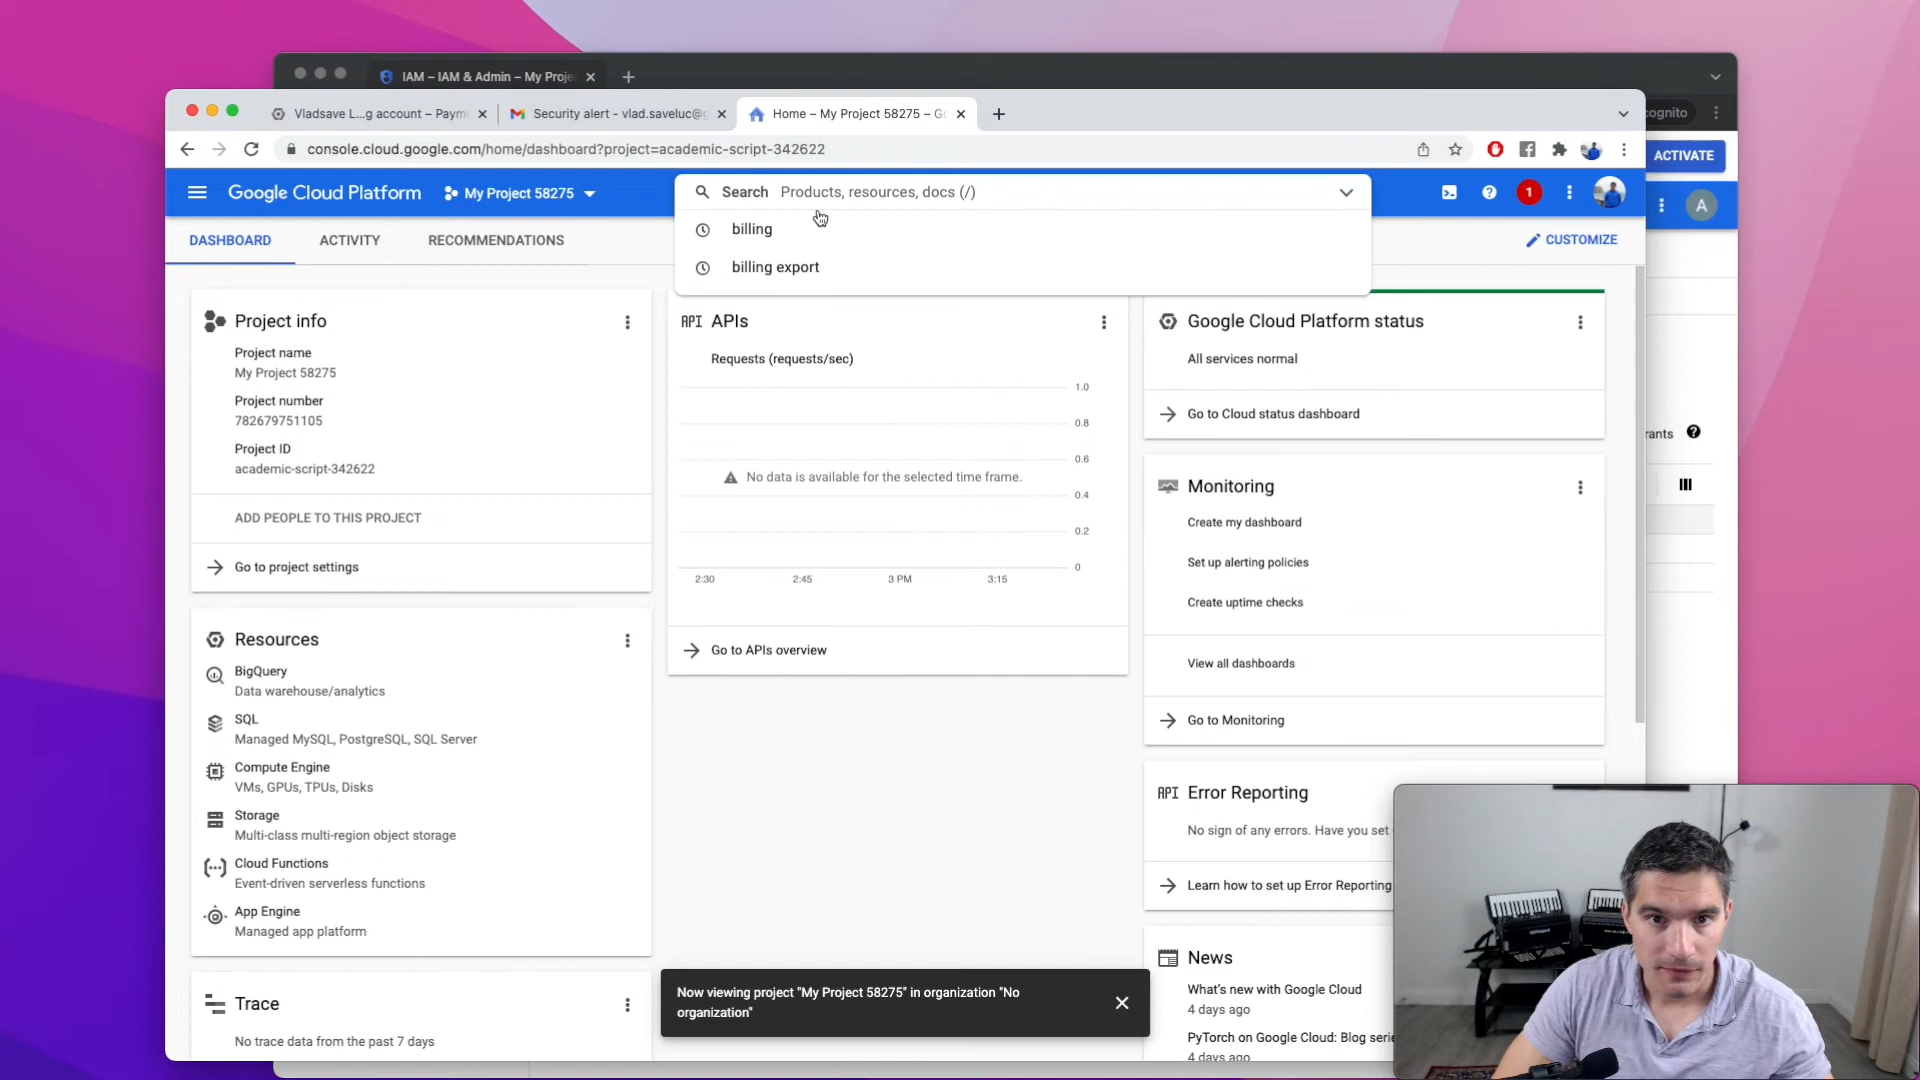 IAM – IAM & Admin – My Proje
Vladsave L...g account – Payme
Security alert - vlad.saveluc@g
Home – My Project 58275 – Go
cognito
console.cloud.google.com/home/dashboard?project=academic-script-342622
ACTIVATE
Google Cloud Platform
My Project 58275
Search Products, resources, docs (/)
1
A
billing
billing export
DASHBOARD
ACTIVITY
RECOMMENDATIONS
CUSTOMIZE
Project info
Project name
My Project 58275
Project number
782679751105
Project ID
academic-script-342622
ADD PEOPLE TO THIS PROJECT
Go to project settings
Resources
BigQuery
Data warehouse/analytics
SQL
Managed MySQL, PostgreSQL, SQL Server
Compute Engine
VMs, GPUs, TPUs, Disks
Storage
Multi-class multi-region object storage
Cloud Functions
Event-driven serverless functions
App Engine
Managed app platform
Trace
No trace data from the past 7 days
API APIs
Requests (requests/sec)
1.0
0.8
0.6
No data is available for the selected time frame.
0.4
0.2
0
2:30 2:45 3 PM 3:15
Go to APIs overview
Google Cloud Platform status
All services normal
Go to Cloud status dashboard
Monitoring
Create my dashboard
Set up alerting policies
Create uptime checks
View all dashboards
Go to Monitoring
API Error Reporting
No sign of any errors. Have you set
Learn how to set up Error Reporting
News
What's new with Google Cloud
4 days ago
PyTorch on Google Cloud: Blog serie
4 days ago
rants
Now viewing project "My Project 58275" in organization "No
organization"